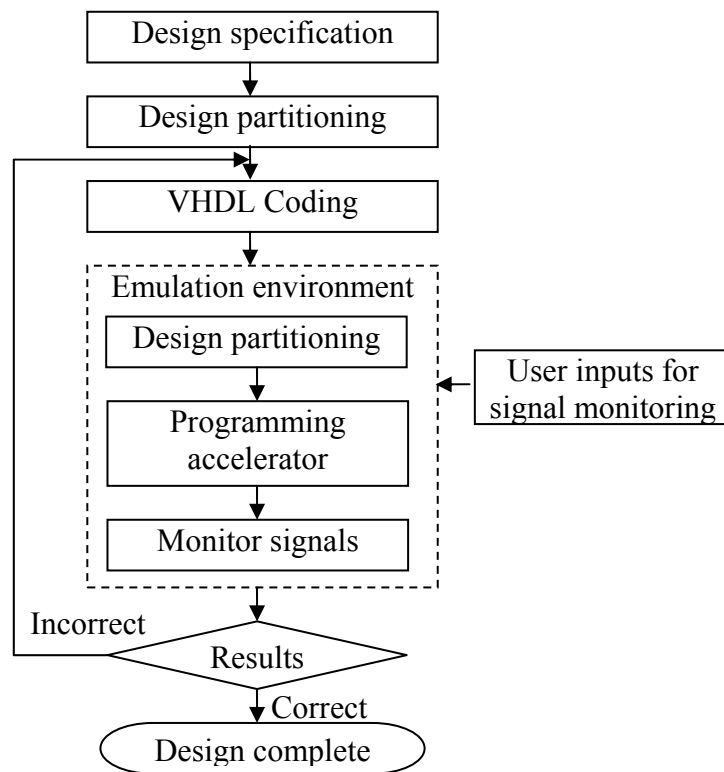 Design specification
Design partitioning
VHDL Coding
Emulation environment
Design partitioning
User inputs for
signal monitoring
Programming
accelerator
Monitor signals
Incorrect
Results
Correct
Design complete